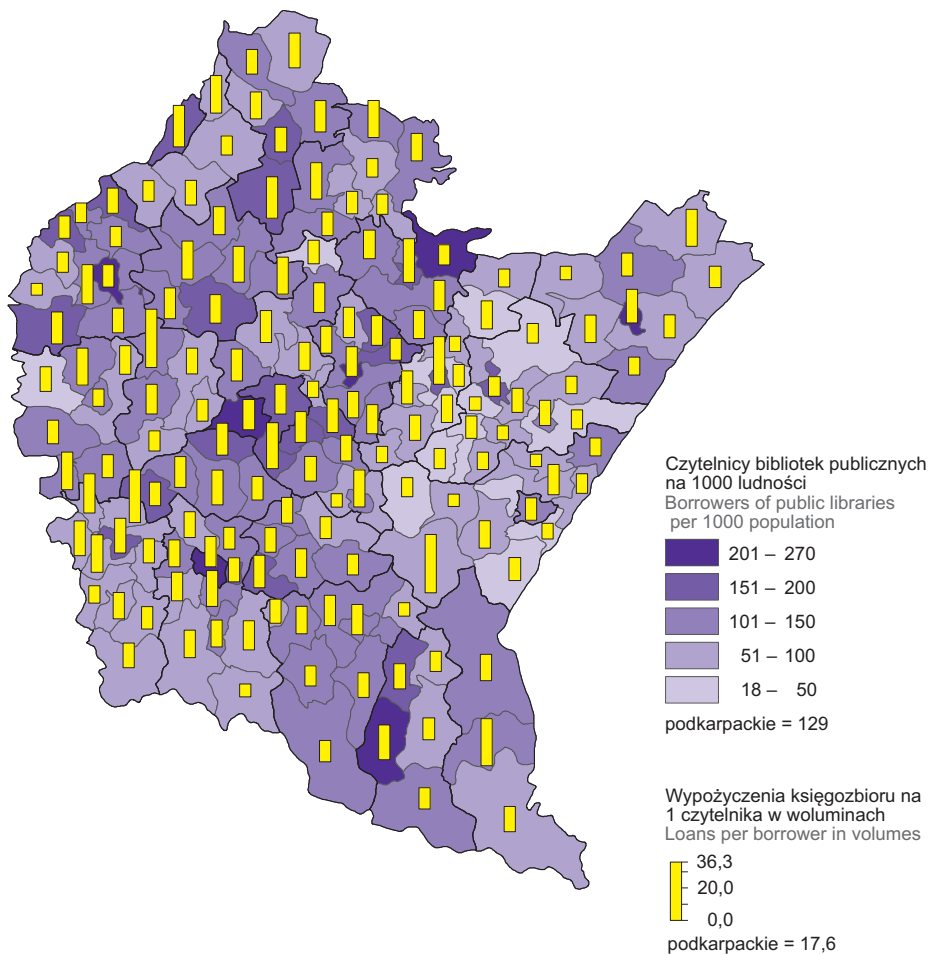 Czytelnicy bibliotek publicznych
na 1000 ludności
Borrowers of public libraries
per 1000 population
201 – 270
151 – 200
101 – 150
51 – 100
18 – 50
podkarpackie = 129
Wypożyczenia księgozbioru na
1 czytelnika w woluminach
Loans per borrower in volumes
36,3
20,0
0,0
podkarpackie = 17,6